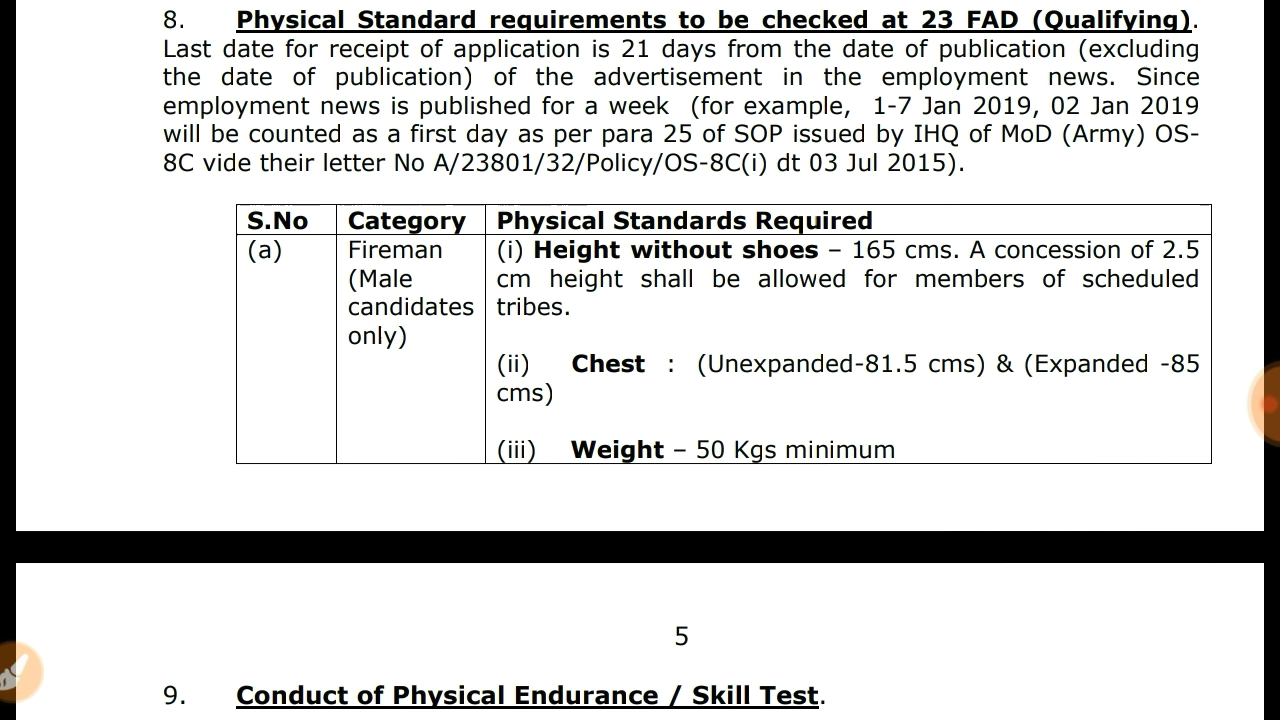 8. Physical Standard requirements to be checked at 23 FAD (Qualifying).
Last date for receipt of application is 21 days from the date of publication (excluding
the date of publication) of the advertisement in the employment news. Since
employment news is published for a week (for example, 1-7 Jan 2019, 02 Jan 2019
will be counted as a first day as per para 25 of SOP issued by IHQ of MoD (Army) OS-
8C vide their letter No A/23801/32/Policy/OS-8C(i) dt 03 Jul 2015).
S.No Category Physical Standards Required
(a) Fireman (i) Height without shoes – 165 cms. A concession of 2.5
(Male cm height shall be allowed for members of scheduled
candidates tribes.
only)
(ii) Chest : (Unexpanded-81.5 cms) & (Expanded -85
cms)
(iii) Weight – 50 Kgs minimum
5
9. Conduct of Physical Endurance / Skill Test.